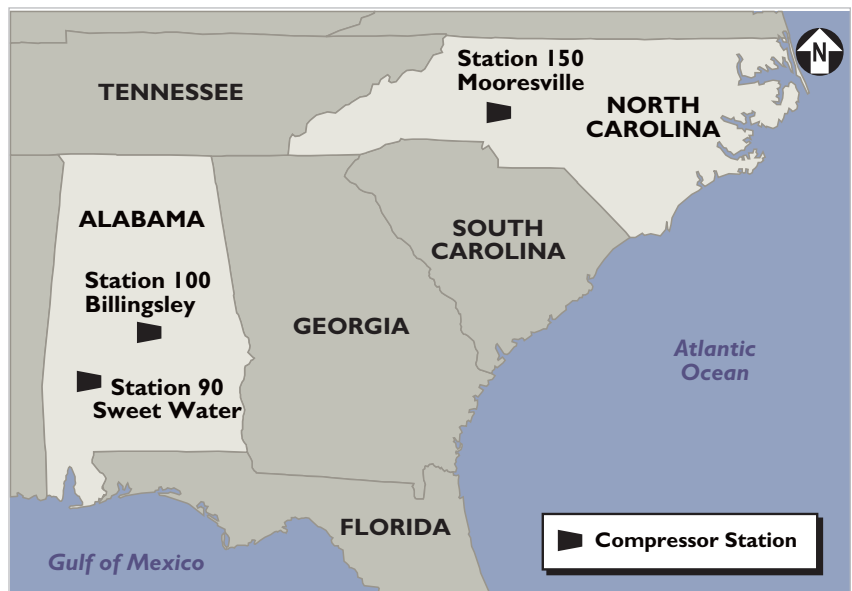 Station 150
Mooresville
N
TENNESSEE
NORTH
CAROLINA
ALABAMA
SOUTH
CAROLINA
Station 100
Billingsley
GEORGIA
Atlantic
Ocean
Station 90
Sweet Water
FLORIDA
Compressor Station
Gulf of Mexico